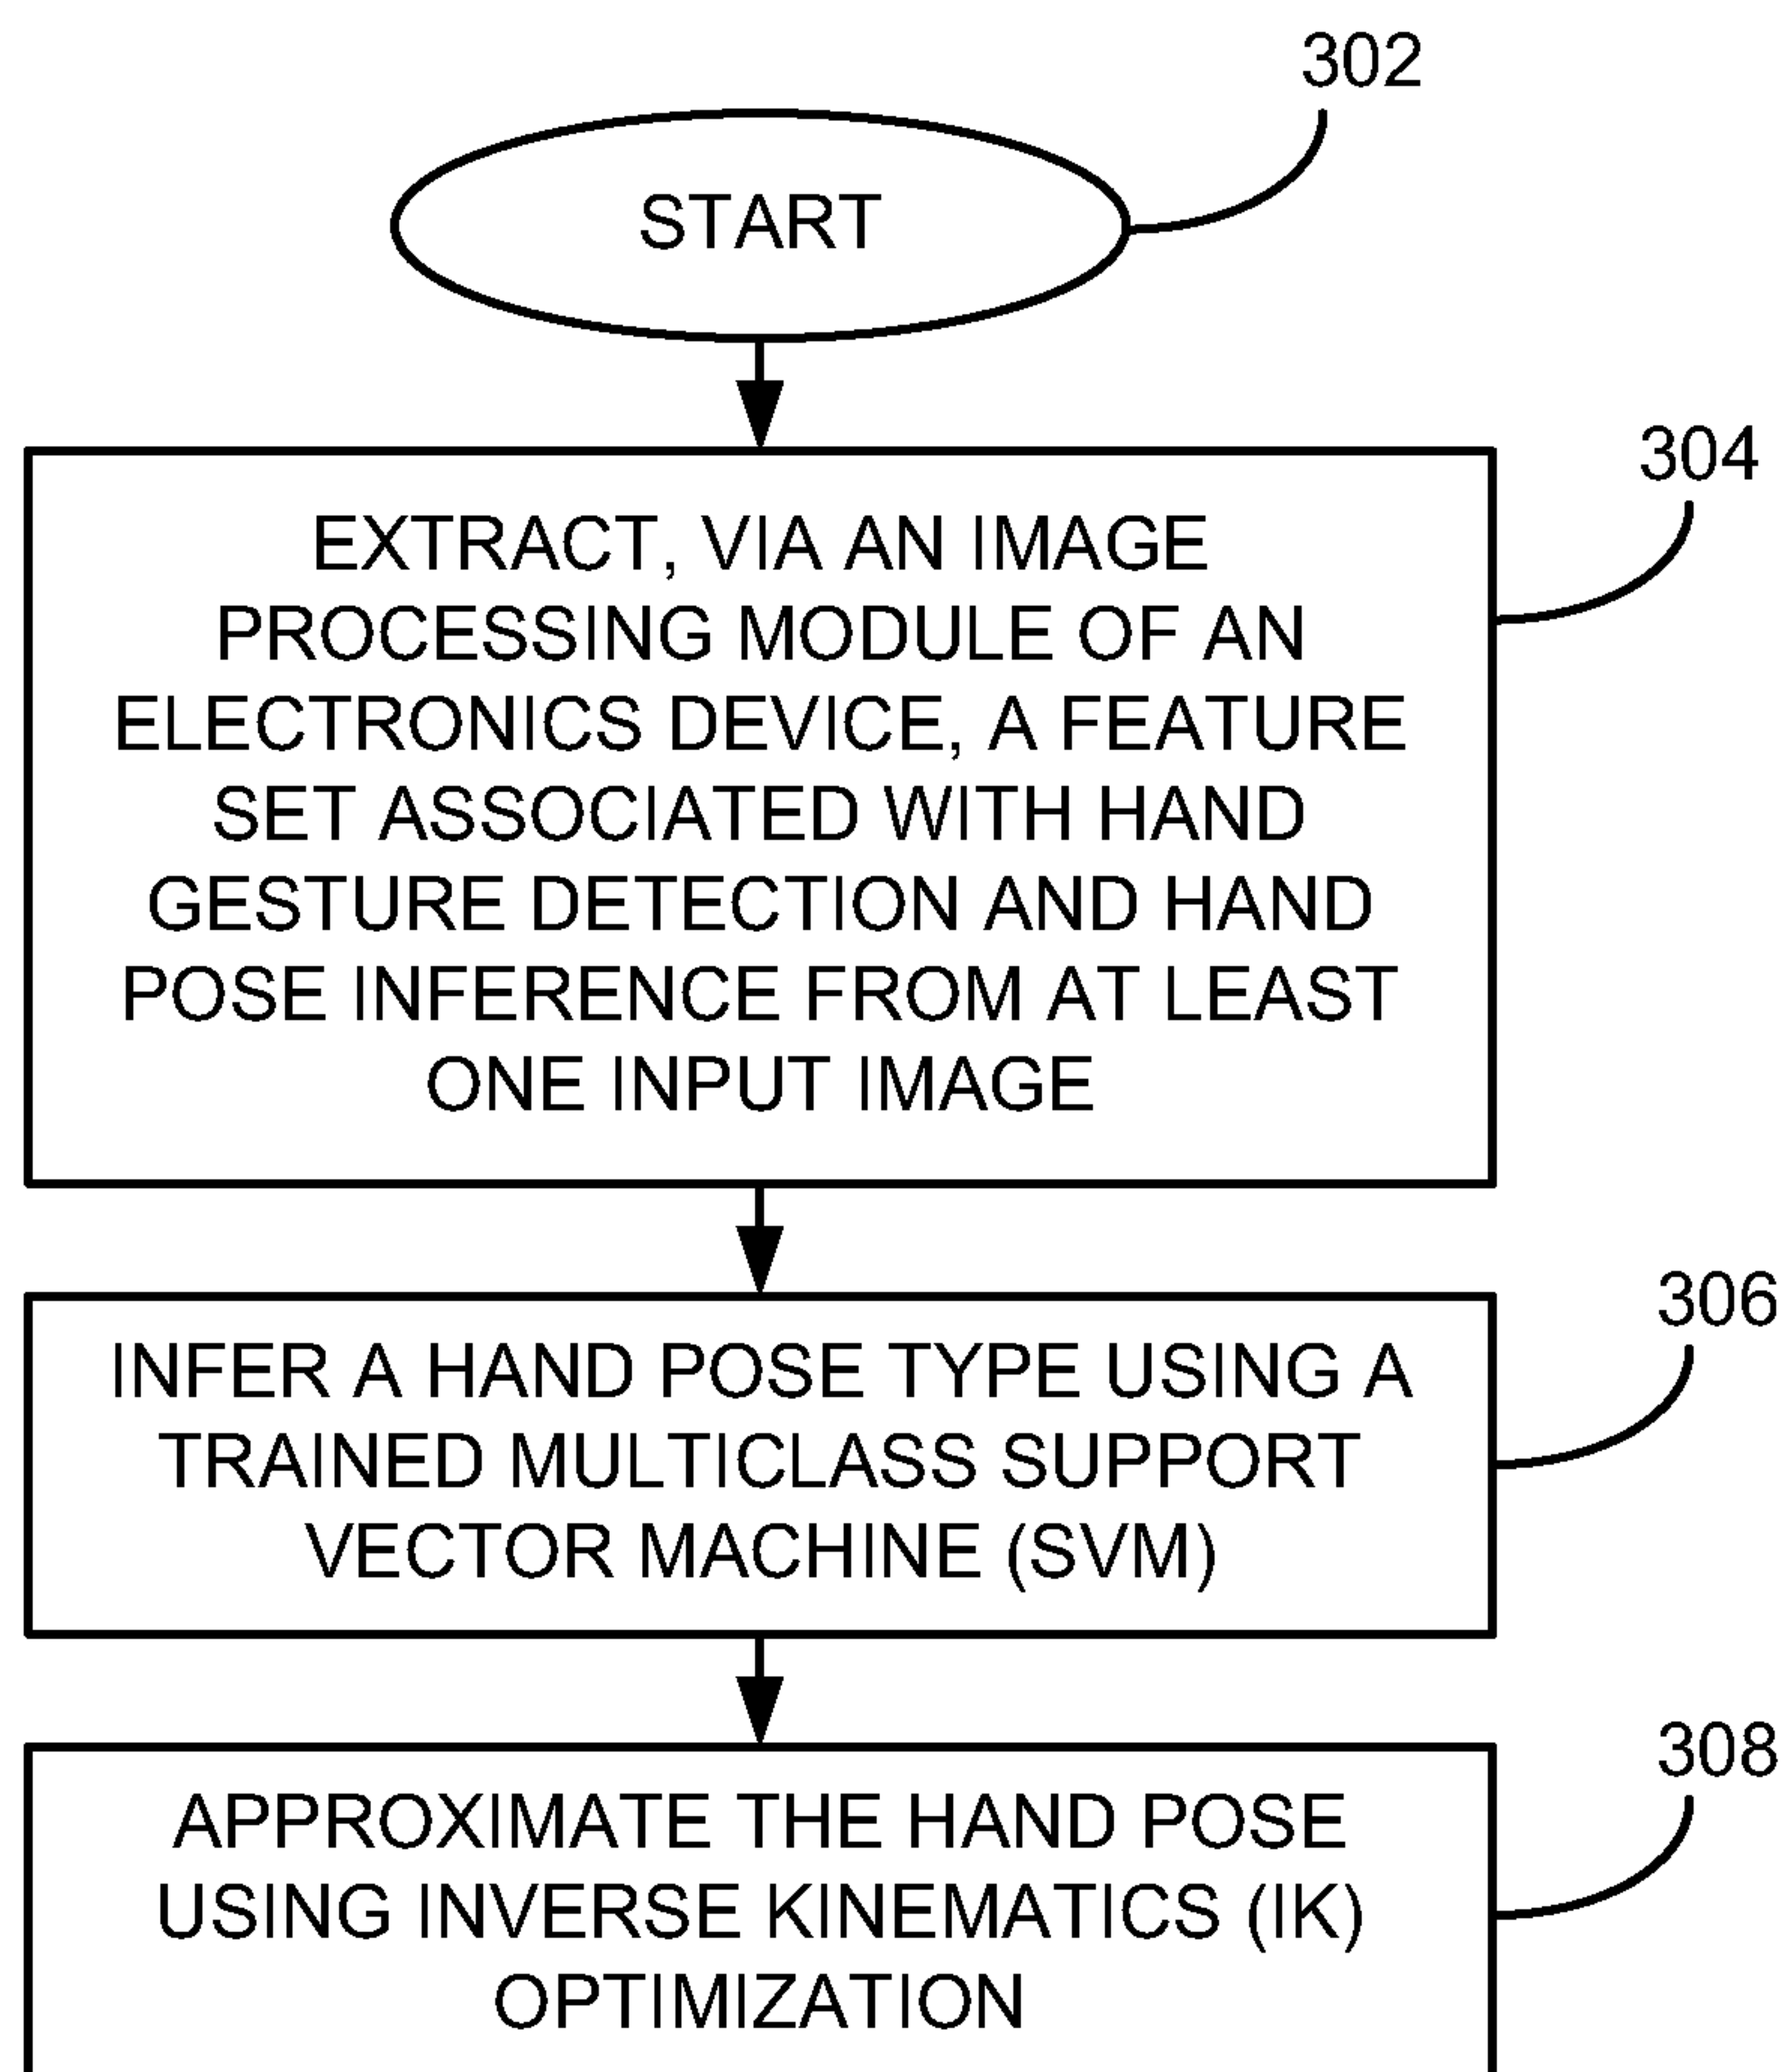 302
START
304
EXTRACT, VIA AN IMAGE
PROCESSING MODULE OF AN
ELECTRONICS DEVICE, A FEATURE
SET ASSOCIATED WITH HAND
GESTURE DETECTION AND HAND
POSE INFERENCE FROM AT LEAST
ONE INPUT IMAGE
306
INFER A HAND POSE TYPE USING A
TRAINED MULTICLASS SUPPORT
VECTOR MACHINE (SVM)
308
APPROXIMATE THE HAND POSE
USING INVERSE KINEMATICS (IK)
OPTIMIZATION